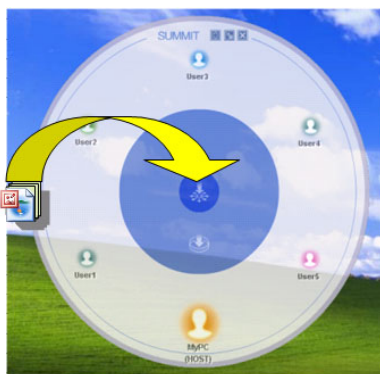 SUMMIT
User3
User2
User4
User1
User5
MyPC
(HOST)